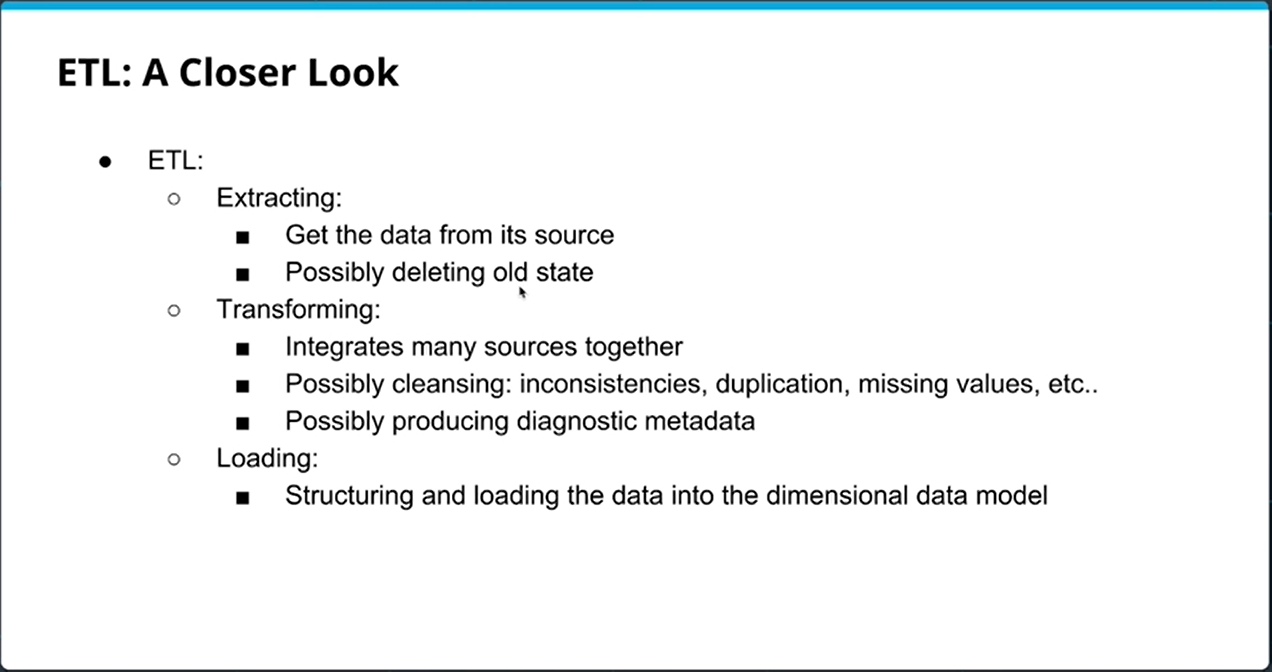 ETL: A Closer Look
● ETL:
○ Extracting:
■ Get the data from its source
■ Possibly deleting old state
○ Transforming:
■ Integrates many sources together
■ Possibly cleansing: inconsistencies, duplication, missing values, etc..
■ Possibly producing diagnostic metadata
○ Loading:
■ Structuring and loading the data into the dimensional data model